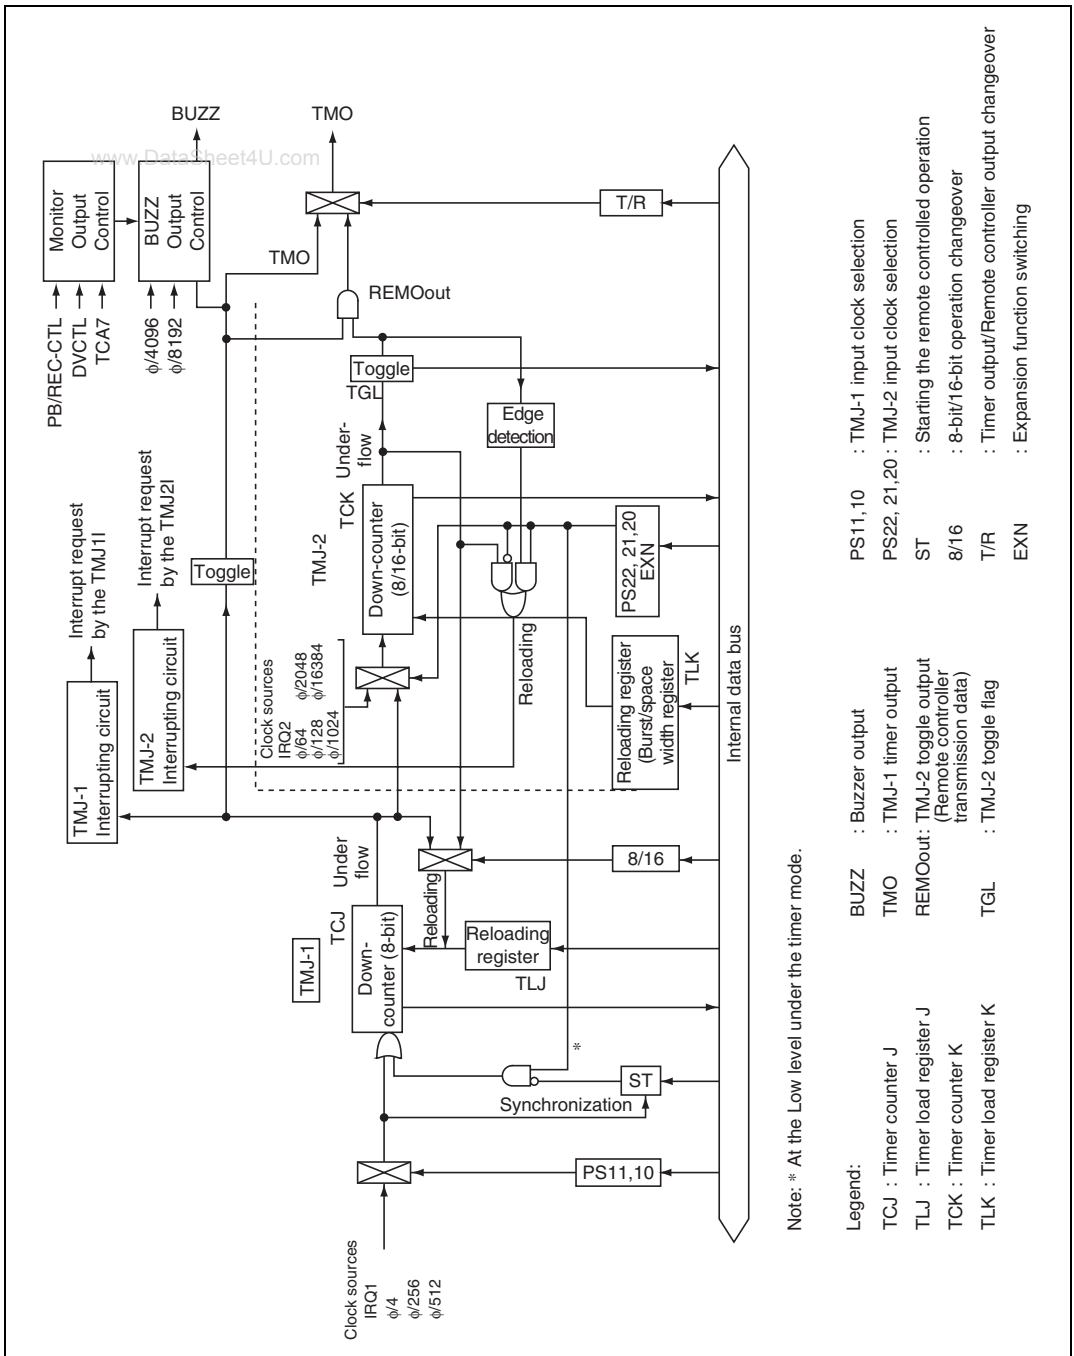 www.DataSheet4U.com
BUZZ
TMO
Monitor
Output
Control
BUZZ
Output
Control
PB/REC-CTL
DVCTL
TCA7
ϕ/4096
ϕ/8192
TMO
REMOout
T/R
Toggle
TGL
Edge
detection
Under-
flow
Interrupt request
by the TMJ1I
Interrupt request
by the TMJ2I
Toggle
TMJ-1
Interrupting circuit
TMJ-2
Interrupting circuit
TMJ-2
TCK
Down-counter
(8/16-bit)
PS22, 21,20
EXN
Clock sources
IRQ2
ϕ/64
ϕ/128
ϕ/1024
ϕ/2048
ϕ/16384
Reloading
Reloading register
(Burst/space
width register)
TLK
Internal data bus
Under
flow
8/16
Reloading
TMJ-1
TCJ
Down-
counter (8-bit)
Reloading
register
TLJ
*
ST
Synchronization
PS11,10
Clock sources
IRQ1
ϕ/4
ϕ/256
ϕ/512
Note: * At the Low level under the timer mode.
Legend:
TCJ : Timer counter J
TLJ : Timer load register J
TCK : Timer counter K
TLK : Timer load register K
BUZZ : Buzzer output
TMO : TMJ-1 timer output
REMOout: TMJ-2 toggle output
(Remote controller
transmission data)
TGL : TMJ-2 toggle flag
PS11,10 : TMJ-1 input clock selection
PS22, 21,20 : TMJ-2 input clock selection
ST : Starting the remote controlled operation
8/16 : 8-bit/16-bit operation changeover
T/R : Timer output/Remote controller output changeover
EXN : Expansion function switching